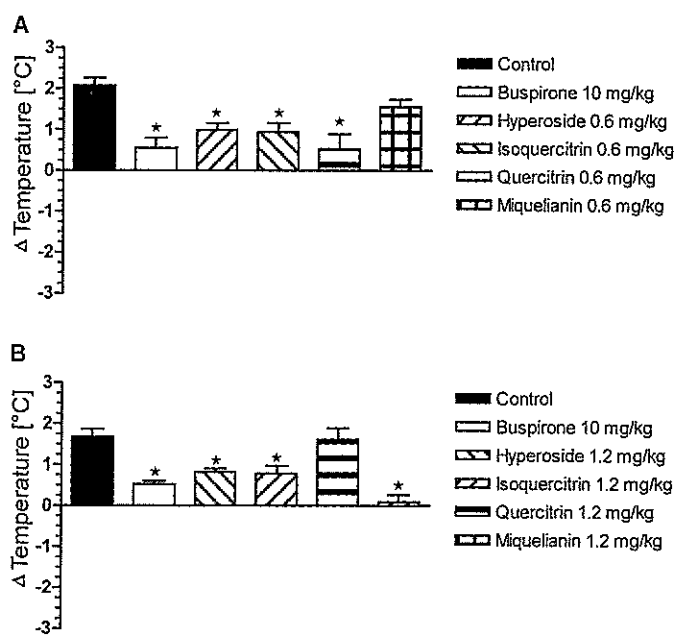 A
Δ Temperature [°C]
3
2
1
0
-1
-2
-3
★ ★ ★ ★
Control
Buspirone 10 mg/kg
Hyperoside 0.6 mg/kg
Isoquercitrin 0.6 mg/kg
Quercitrin 0.6 mg/kg
Miquelianin 0.6 mg/kg
B
Δ Temperature [°C]
3
2
1
0
-1
-2
-3
★ ★ ★ ★
Control
Buspirone 10 mg/kg
Hyperoside 1.2 mg/kg
Isoquercitrin 1.2 mg/kg
Quercitrin 1.2 mg/kg
Miquelianin 1.2 mg/kg